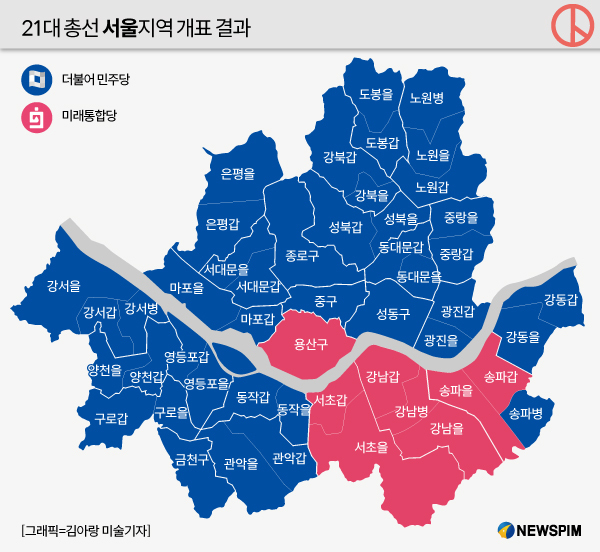 21대 총선 서울지역 개표 결과
더불어 민주당
미래통합당
도봉을
노원병
도봉갑
강북갑
노원을
은평을
노원갑
강북을
은평갑
성북갑
성북을
중랑을
종로구
동대문갑
중랑갑
서대문을
서대문갑
동대문을
강서을
마포을
중구
강동갑
강서갑
강서병
마포갑
성동구
광진갑
용산구
광진을
강동을
양천을
양천갑
영등포갑
영등포을
강남갑
송파갑
송파을
동작갑
서초갑
구로갑
구로을
동작을
강남병
송파병
강남을
서초을
금천구
관악을
관악갑
[그래픽=김아랑 미술기자]
NEWSPIM